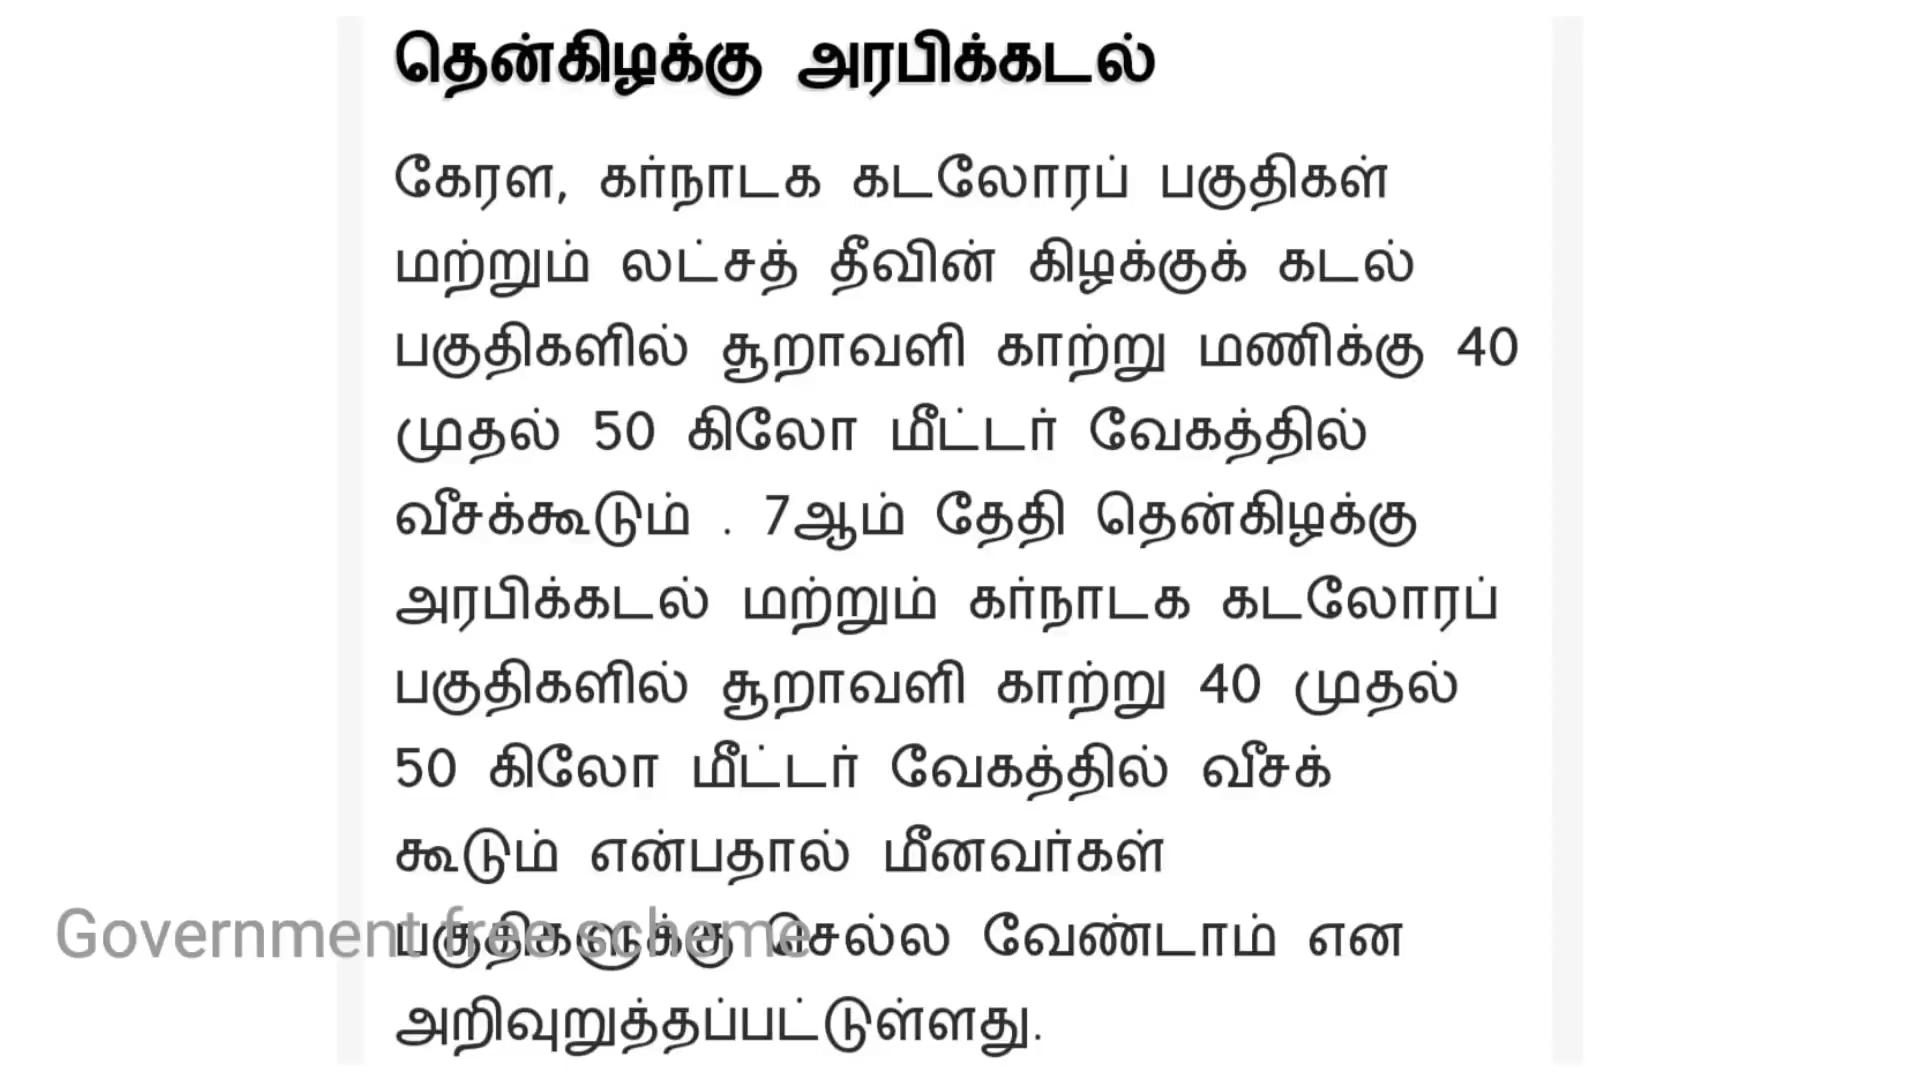 தென்கிழக்கு அரபிக்கடல்
கேரள, கர்நாடக கடலோரப் பகுதிகள்
மற்றும் லட்சத் தீவின் கிழக்குக் கடல்
பகுதிகளில் சூறாவளி காற்று மணிக்கு 40
முதல் 50 கிலோ மீட்டர் வேகத்தில்
வீசக்கூடும் . 7ஆம் தேதி தென்கிழக்கு
அரபிக்கடல் மற்றும் கர்நாடக கடலோரப்
பகுதிகளில் சூறாவளி காற்று 40 முதல்
50 கிலோ மீட்டர் வேகத்தில் வீசக்
கூடும் என்பதால் மீனவர்கள்
பகுதிகளுக்கு செல்ல வேண்டாம் என
Government free scheme
அறிவுறுத்தப்பட்டுள்ளது.